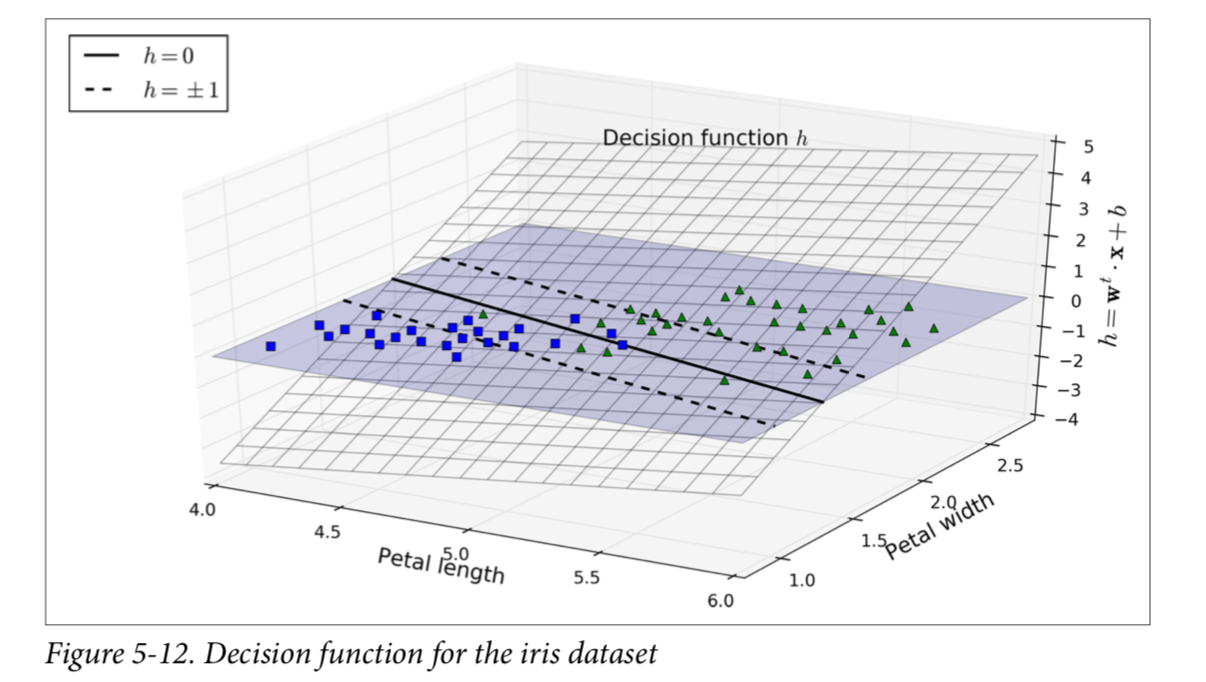 h = 0
h = ± 1
Decision function h
5
4
3
2
1
0
−1
−2
−3
−4
h = wᵗ · x + b
4.0
4.5
5.0
5.5
6.0
Petal length
1.0
1.5
2.0
2.5
Petal width
Figure 5-12. Decision function for the iris dataset